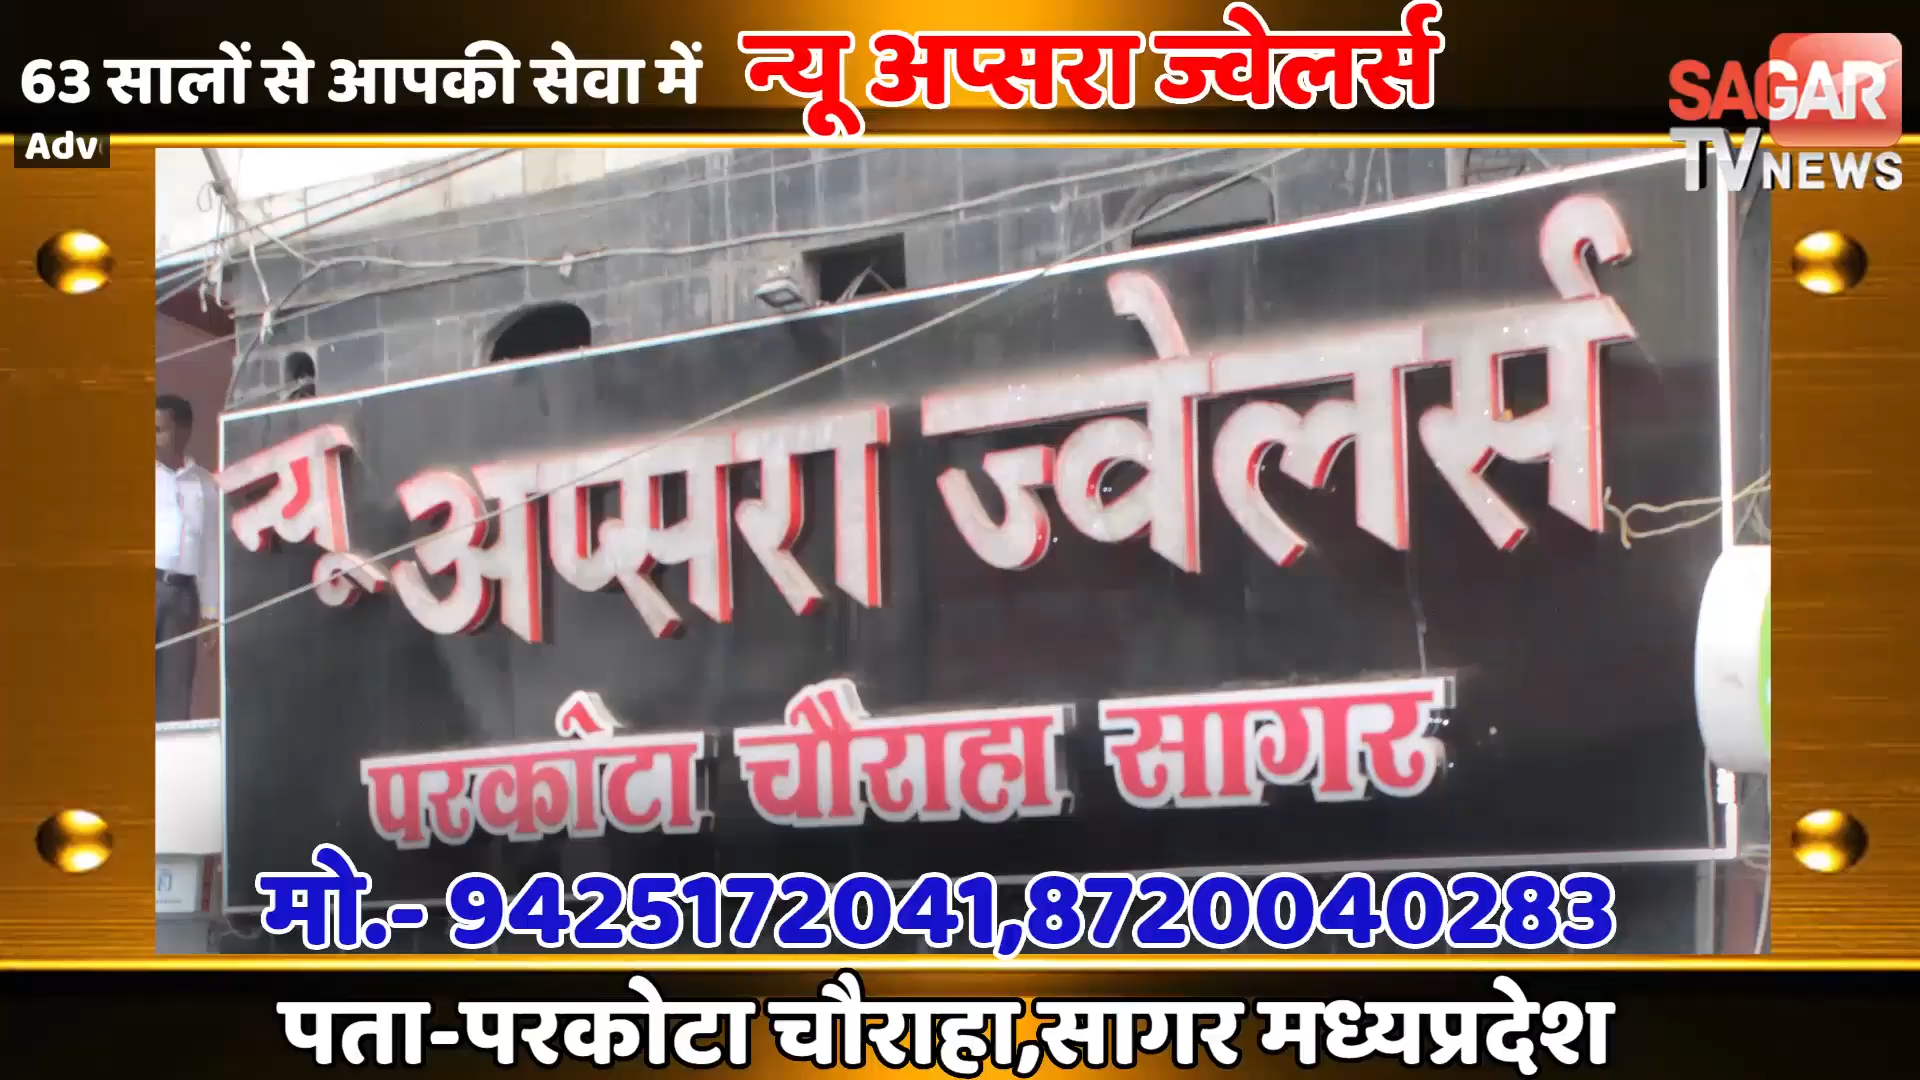 63 सालों से आपकी सेवा में न्यू अप्सरा ज्वेलर्स
SAGAR
TV NEWS
Adv
न्यू अप्सरा ज्वेलर्स
परकोटा चौराहा सागर
मो.- 9425172041,8720040283
पता-परकोटा चौराहा,सागर मध्यप्रदेश